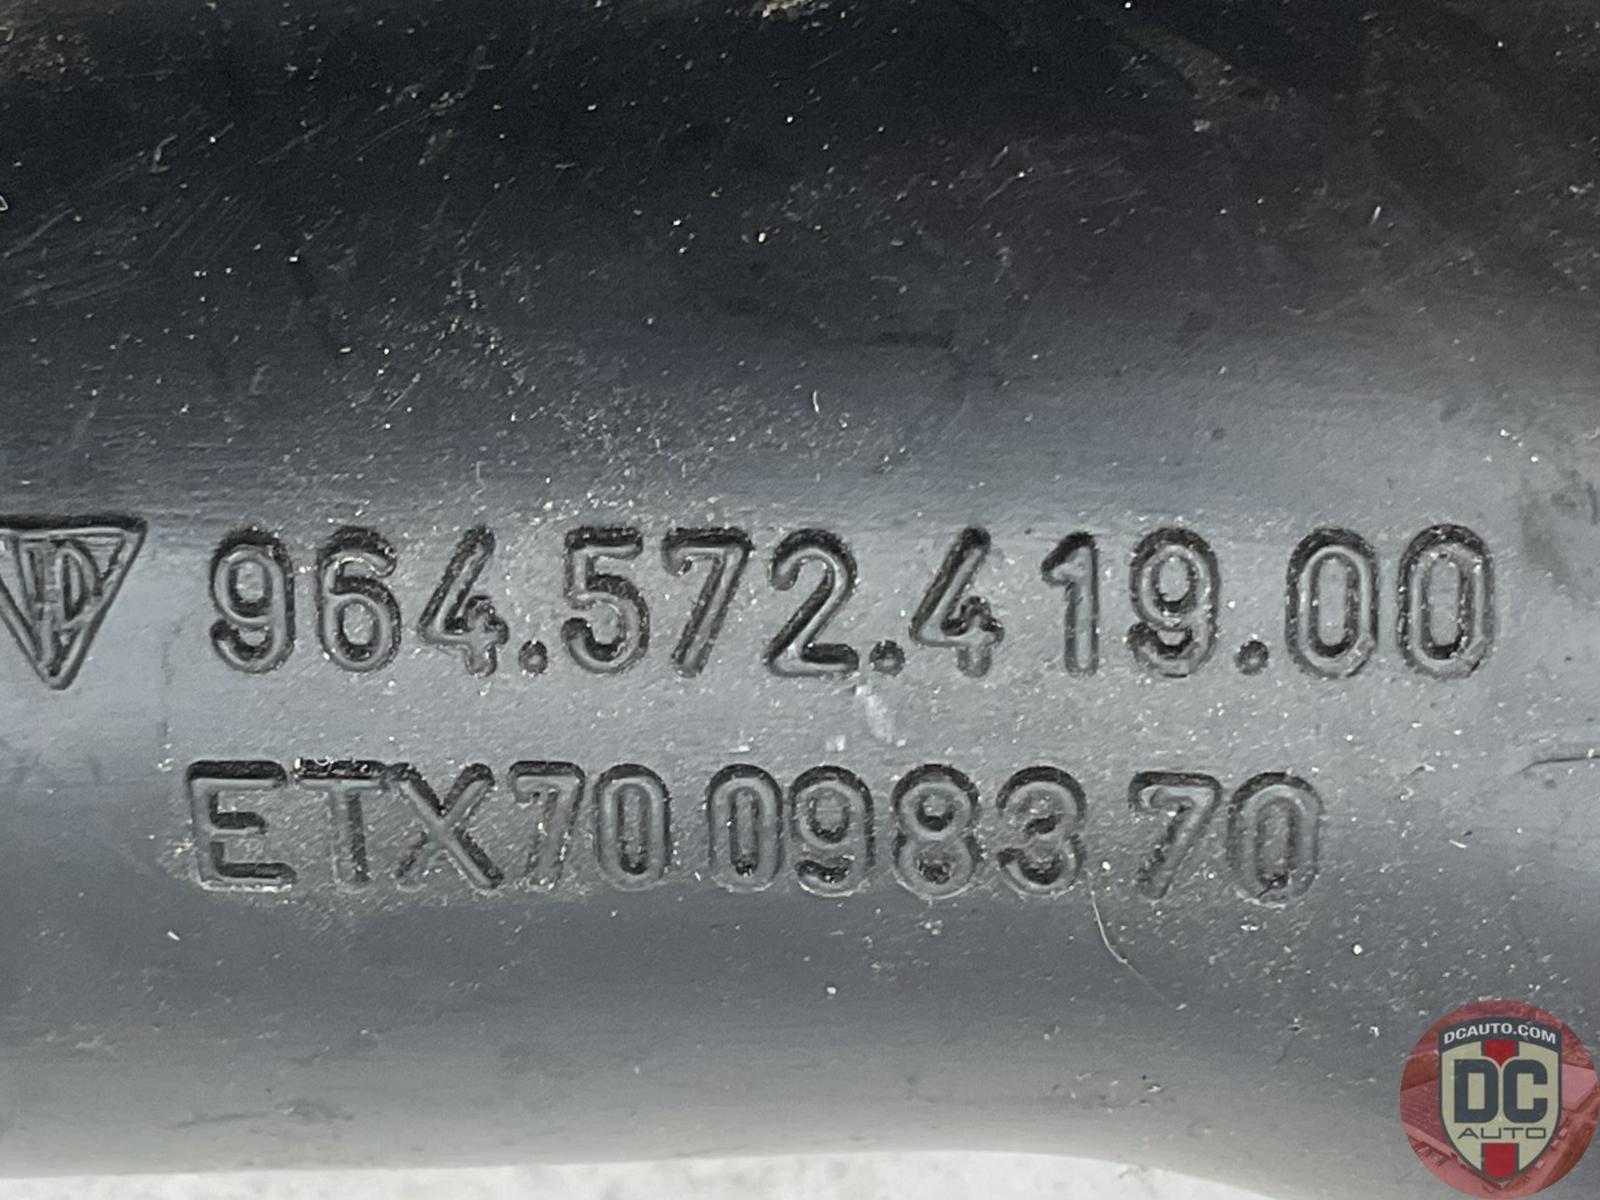 964.572.419.00
ETX70 0983 70
DCAUTO.COM
DC
AUTO